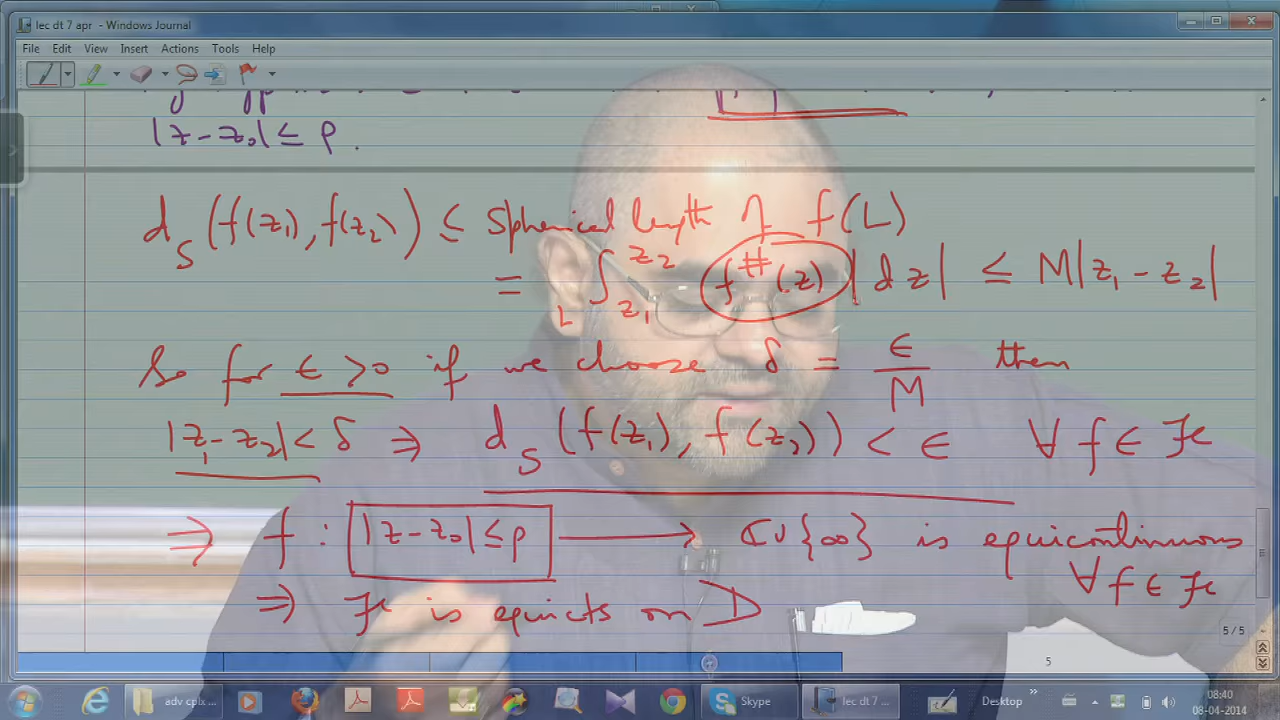 lec dt 7 apr - Windows Journal
File Edit View Insert Actions Tools Help
|z - z₀| ≤ ρ.
d_S (f(z₁), f(z₂)) ≤ Spherical length of f(L)
= ∫_L z₁ z₂ f^#(z) |dz| ≤ M|z₁ - z₂|
So for ε > 0 if we choose δ = ε/M then
|z₁ - z₂| < δ ⇒ d_S (f(z₁), f(z₂)) < ε ∀ f ∈ ℱ
⇒ f : |z - z₀| ≤ ρ → ℂ ∪ {∞} is equicontinuous
∀ f ∈ ℱ
⇒ ℱ is equicts on D
5 / 5
5
adv cplx ... Skype lec dt 7 ... Desktop » 08:40
08-04-2014